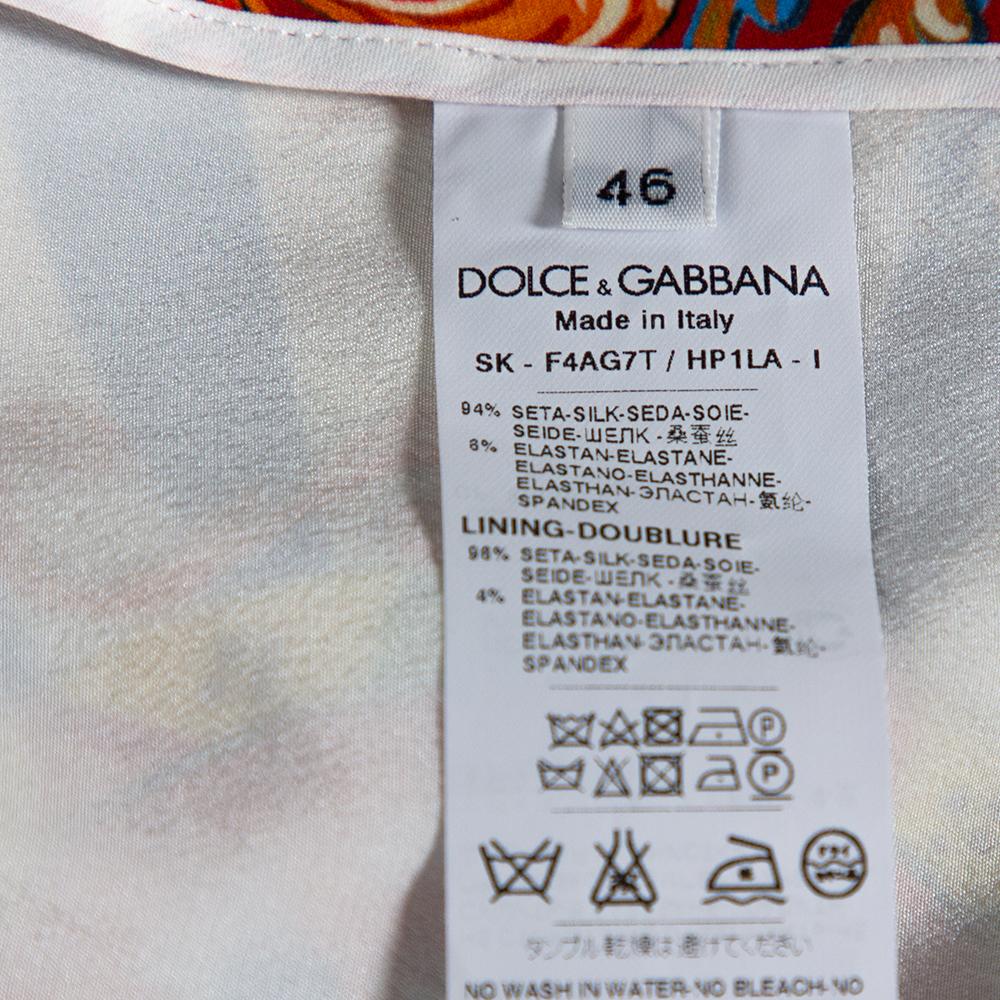 46
DOLCE & GABBANA
Made in Italy
SK - F4AG7T / HP1LA - I
94% SETA-SILK-SEDA-SOIE-
SEIDE-ШЕЛК -桑蚕丝
6% ELASTAN-ELASTANE-
ELASTANO-ELASTHANNE-
ELASTHAN-ЭЛАСТАН-氨纶-
SPANDEX
LINING-DOUBLURE
96% SETA-SILK-SEDA-SOIE-
SEIDE-ШЕЛК -桑蚕丝
4% ELASTAN-ELASTANE-
ELASTANO-ELASTHANNE-
ELASTHAN-ЭЛАСТАН-氨纶-
SPANDEX
P
P
ドライ
タンブル乾燥は避けてください
NO WASH IN WATER-NO BLEACH-NO